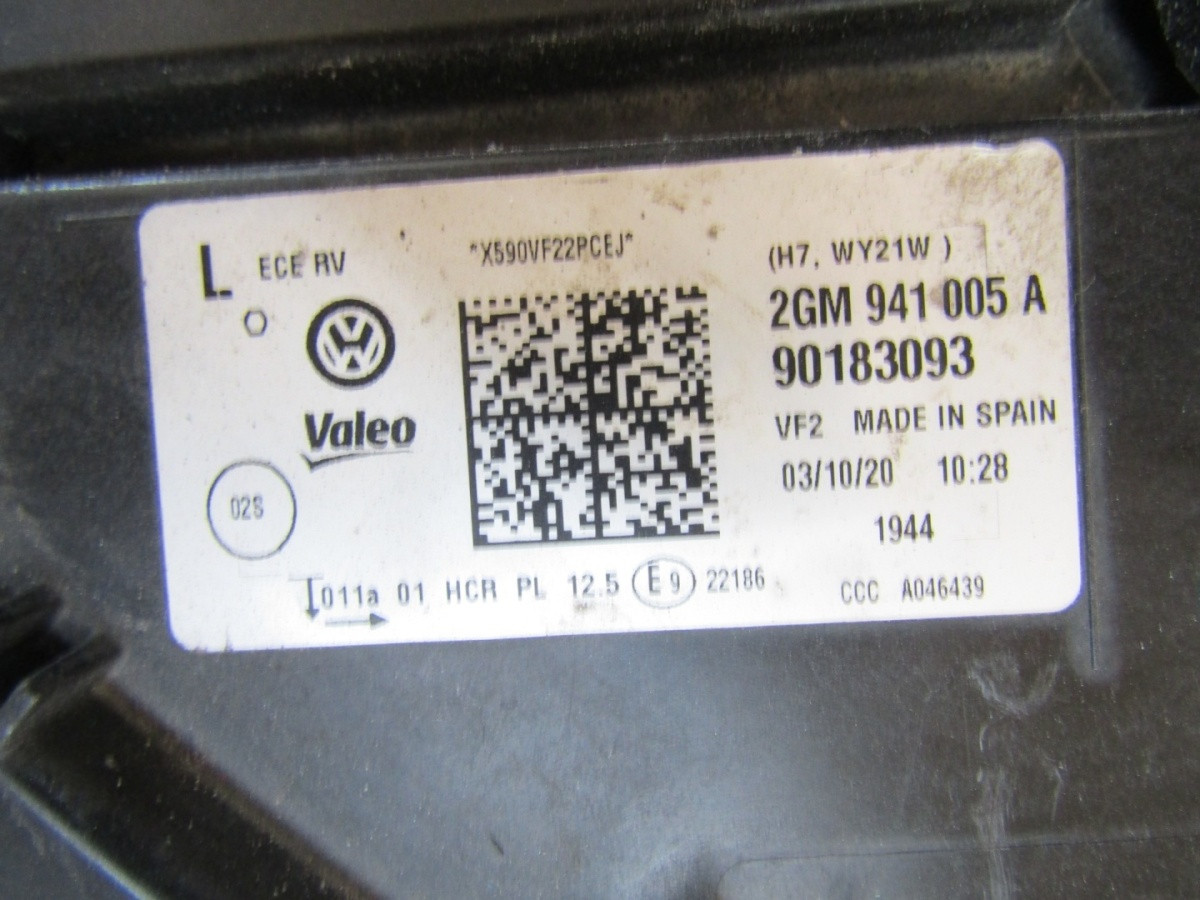 L ECE RV
*X590VF22PCEJ*
(H7, WY21W )
2GM 941 005 A
90183093
Valeo
VF2 MADE IN SPAIN
03/10/20 10:28
02S
1944
011a 01 HCR PL 12.5 E9 22186
CCC A046439